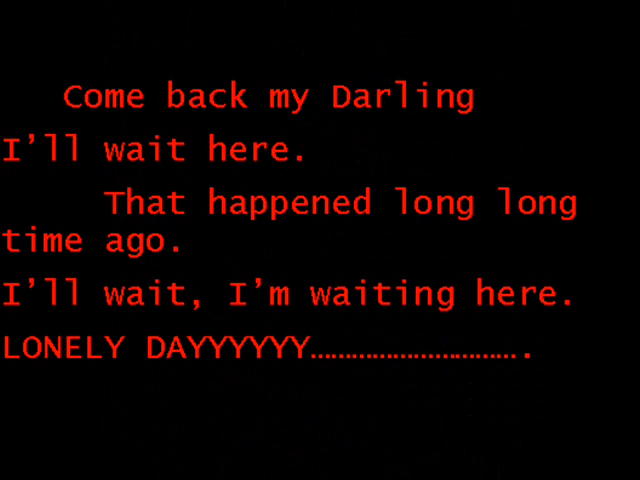 Come back my Darling
I’ll wait here.
That happened long long
time ago.
I’ll wait, I’m waiting here.
LONELY DAYYYYYY………………………….